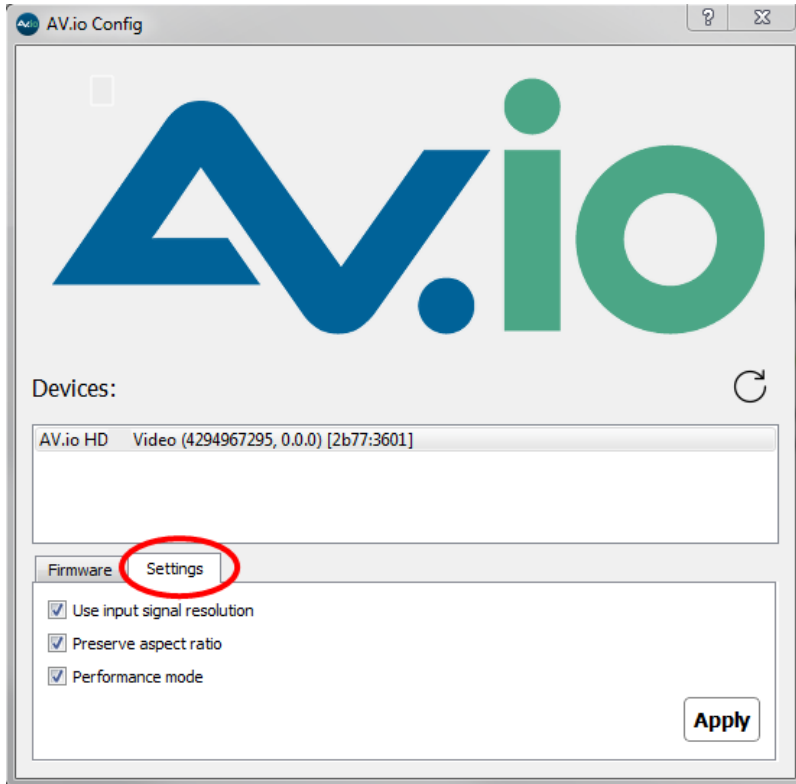 AV.io Config
AV.io
Devices:
AV.io HD Video (4294967295, 0.0.0) [2b77:3601]
Firmware Settings
Use input signal resolution
Preserve aspect ratio
Performance mode
Apply